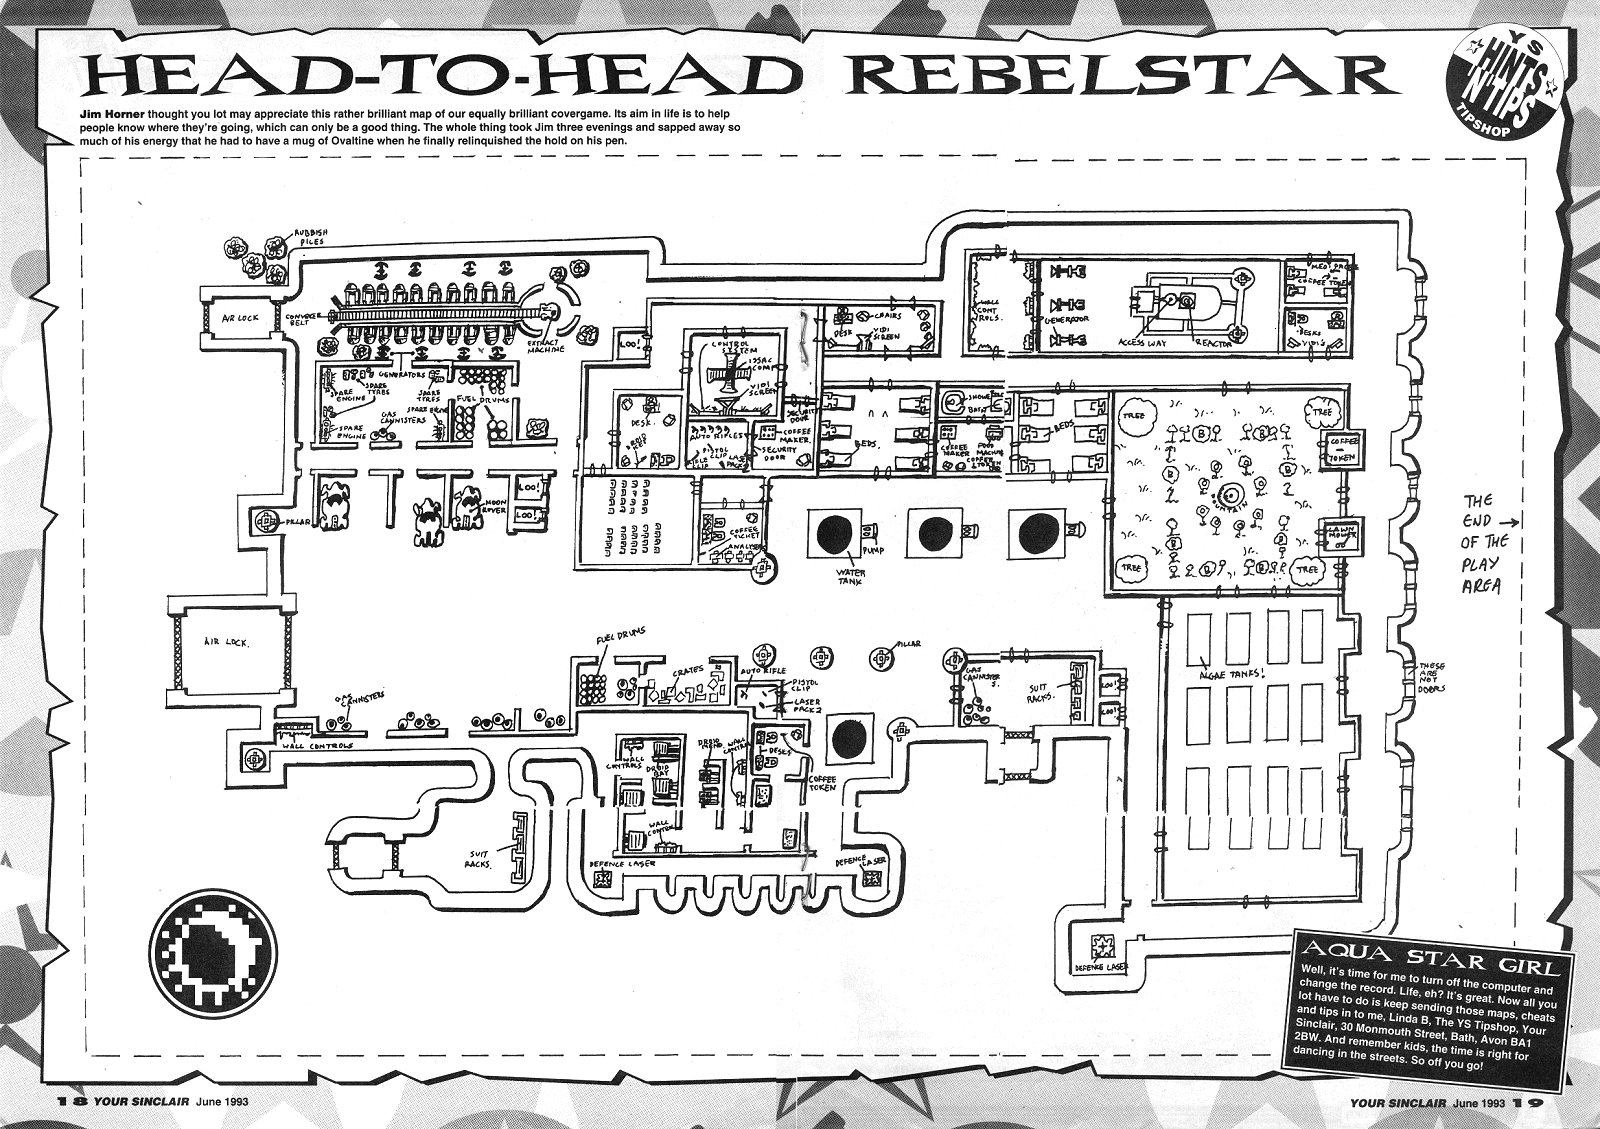 HEAD-TO-HEAD REBELSTAR
YS
HINTS
'N'TIPS
TIPSHOP
Jim Horner thought you lot may appreciate this rather brilliant map of our equally brilliant covergame. Its aim in life is to help
people know where they're going, which can only be a good thing. The whole thing took Jim three evenings and sapped away so
much of his energy that he had to have a mug of Ovaltine when he finally relinquished the hold on his pen.
RUBBISH
PILES
AIR LOCK
CONVEYER
BELT
EXTRACT
MACHINE
LOO!
GENERATORS
SPARE
ENGINE
SPARE
TYRES
SPARE
TYRES
SPARE
FUEL DRUMS
GAS
CANNISTERS
SPARE
ENGINE
LOO!
LOO!
MOON
ROVER
PILLAR
CONTROL
SYSTEM
ISSAC
COMP
VIDI
SCREEN
DESK.
AUTO RIFLES
PISTOL
CLIP
LASER
PACK
RIFLE
CLIP
COFFEE
MAKER.
SECURITY
DOOR
SECURITY
DOOR
DESK
CHAIRS
VIDI
SCREEN
WALL
CONT
ROLS.
GENERATOR
ACCESS WAY
REACTOR
MED. PROBE
COFFEE TOKEN
DESKS
VIDI'S
BEDS.
SHOWER
BATH
COFFEE
MAKER
FOOD
MACHINE
COFFEE
TOKEN
BEDS
TREE
TREE
TREE
TREE
FOUNTAIN
COFFEE
TOKEN
LAWN
MOWER
COFFEE
TICKET
ANALYSER
WATER
TANK
PUMP
THE
END
OF THE
PLAY
AREA
AIR LOCK.
GAS
CANNISTERS
WALL CONTROLS
FUEL DRUMS
CRATES
AUTO RIFLE
PISTOL
CLIP
LASER
PACK 2
PILLAR
GAS
CANNISTERS
SUIT
RACKS.
LOO!
LOO!
ALGAE TANKS!
THESE
ARE
NOT
DOORS
WALL
CONTROLS
DROID
BAY
DROID
WALL
CONTROL
DESKS
COFFEE
TOKEN
WALL
CONTROL
SUIT
RACKS.
DEFENCE LASER
DEFENCE
LASER
DEFENCE LASER
AQUA STAR GIRL
Well, it's time for me to turn off the computer and
change the record. Life, eh? It's great. Now all you
lot have to do is keep sending those maps, cheats
and tips in to me, Linda B, The YS Tipshop, Your
Sinclair, 30 Monmouth Street, Bath, Avon BA1
2BW. And remember kids, the time is right for
dancing in the streets. So off you go!
18 YOUR SINCLAIR June 1993
YOUR SINCLAIR June 1993 19